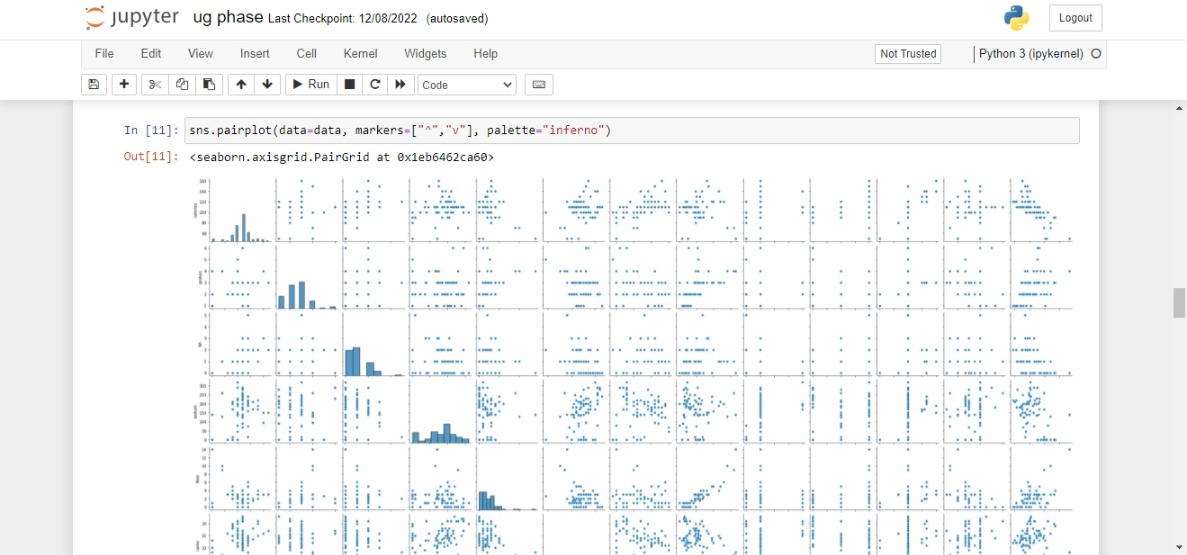 jupyter ug phase Last Checkpoint: 12/08/2022 (autosaved)
Logout
File Edit View Insert Cell Kernel Widgets Help
Not Trusted
Python 3 (ipykernel)
Run
Code
In [11]: sns.pairplot(data=data, markers=["^","v"], palette="inferno")
Out[11]: <seaborn.axisgrid.PairGrid at 0x1eb6462ca60>